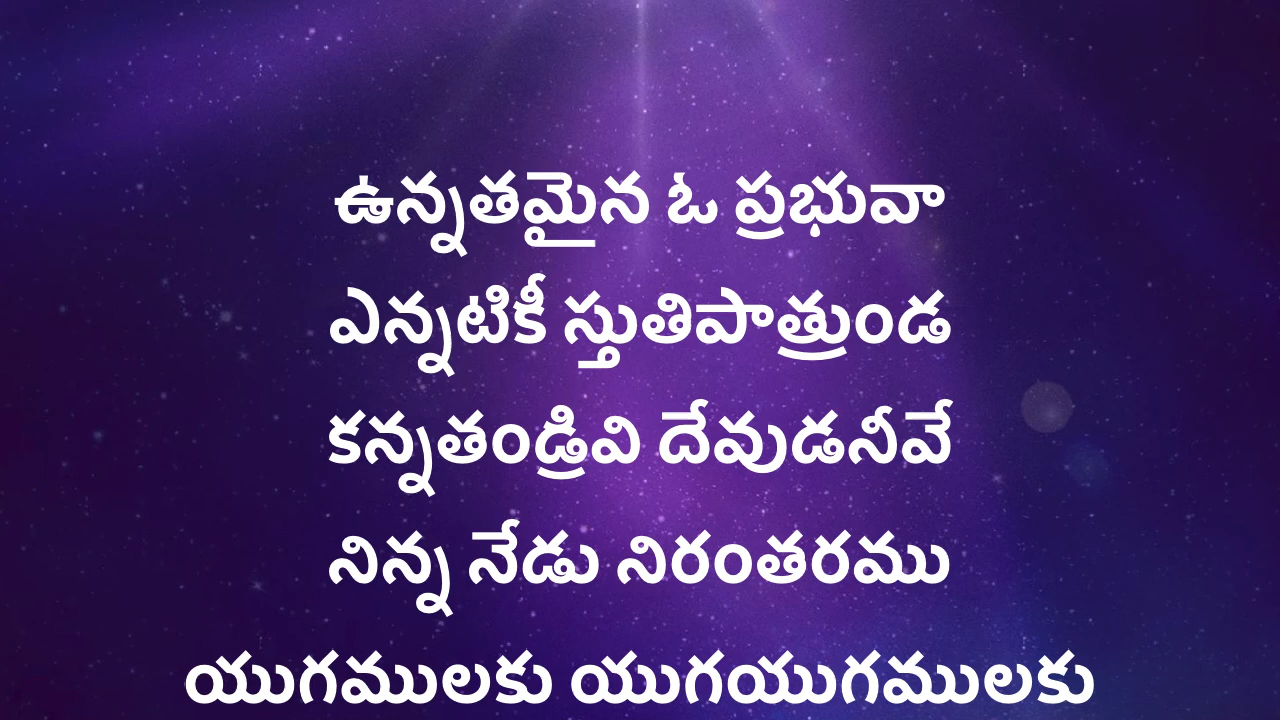 ఉన్నతమైన ఓ ప్రభువా
ఎన్నటికీ స్తుతిపాత్రుండ
కన్నతండ్రివి దేవుడనీవే
నిన్న నేడు నిరంతరము
యుగములకు యుగయుగములకు